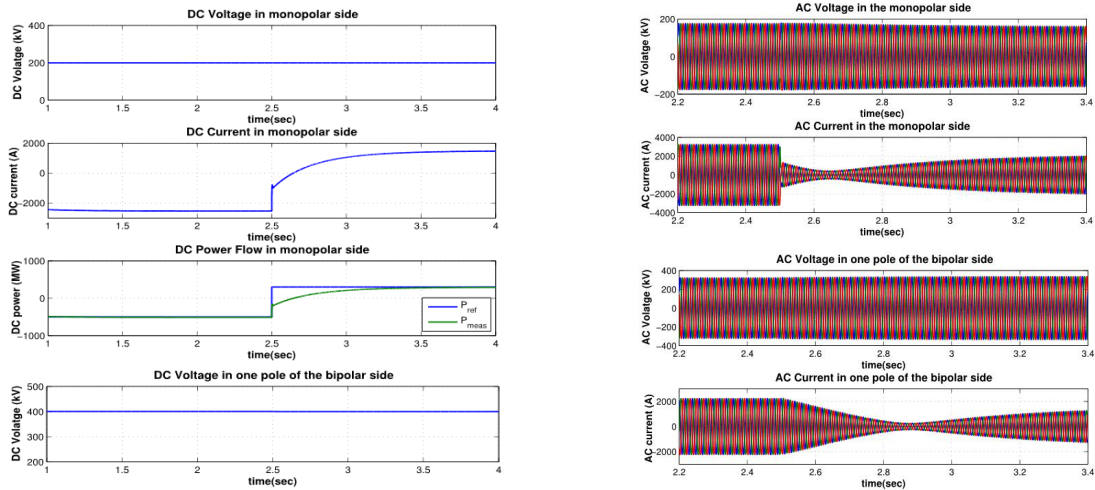 DC Voltage in monopolar side
DC Volatge (kV)
400
200
0
1 1.5 2 2.5 3 3.5 4
time(sec)
DC Current in monopolar side
DC current (A)
2000
0
−2000
1 1.5 2 2.5 3 3.5 4
time(sec)
DC Power Flow in monopolar side
DC power (MW)
1000
0
−1000
P_ref
P_meas
1 1.5 2 2.5 3 3.5 4
time(sec)
DC Voltage in one pole of the bipolar side
DC Volatge (kV)
500
400
300
200
1 1.5 2 2.5 3 3.5 4
time(sec)
AC Voltage in the monopolar side
AC Volatge (kV)
200
0
−200
2.2 2.4 2.6 2.8 3 3.2 3.4
time(sec)
AC Current in the monopolar side
AC current (A)
4000
2000
0
−2000
−4000
2.2 2.4 2.6 2.8 3 3.2 3.4
time(sec)
AC Voltage in one pole of the bipolar side
AC Volatge (kV)
400
200
0
−200
−400
2.2 2.4 2.6 2.8 3 3.2 3.4
time(sec)
AC Current in one pole of the bipolar side
AC current (A)
2000
0
−2000
2.2 2.4 2.6 2.8 3 3.2 3.4
time(sec)